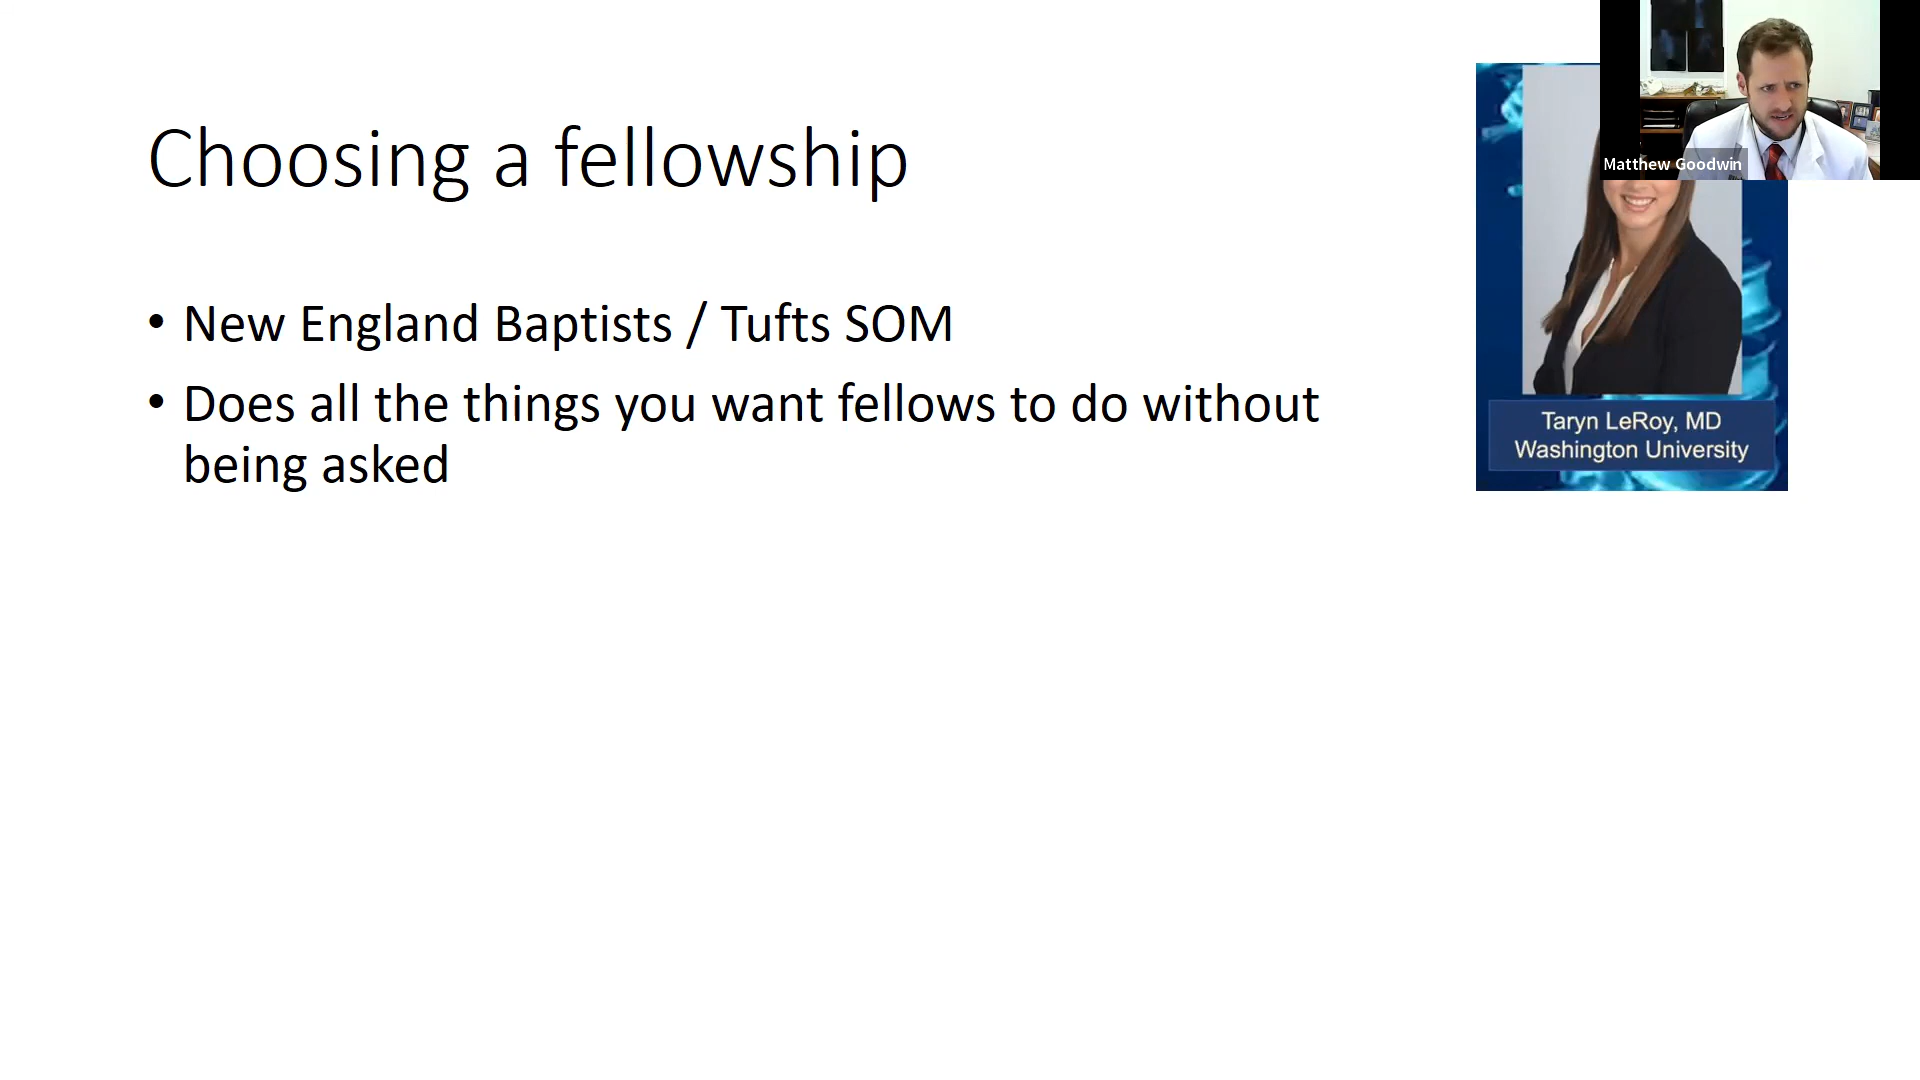 Choosing a fellowship
• New England Baptists / Tufts SOM
• Does all the things you want fellows to do without
being asked
Matthew Goodwin
Taryn LeRoy, MD
Washington University